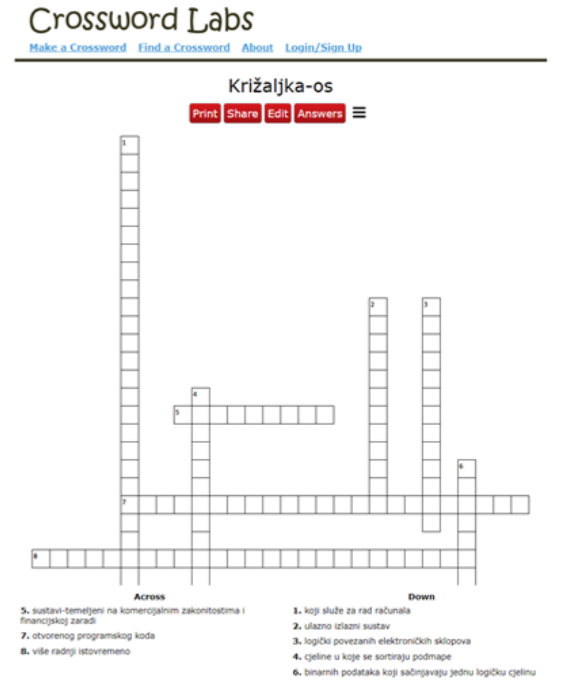 Crossword Labs
Make a Crossword Find a Crossword About Login/Sign Up
Križaljka-os
Print Share Edit Answers
1
2 3
4
5
6
7
8
Across
5. sustavi-temeljeni na komercijalnim zakonitostima i
financijskoj zaradi
7. otvorenog programskog koda
8. više radnji istovremeno
Down
1. koji služe za rad računala
2. ulazno izlazni sustav
3. logički povezanih elektroničkih sklopova
4. cjeline u koje se sortiraju podmape
6. binarnih podataka koji sačinjavaju jednu logičku cjelinu